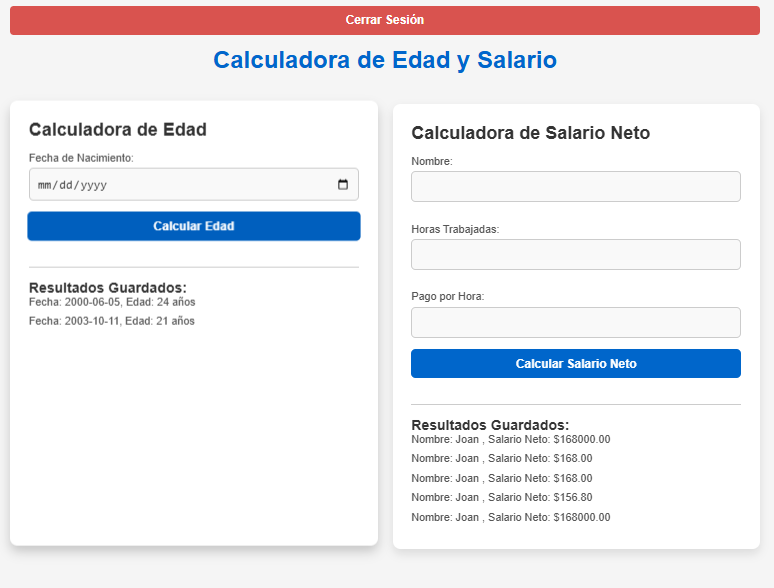 Cerrar Sesión
Calculadora de Edad y Salario
Calculadora de Edad
Fecha de Nacimiento:
mm/dd/yyyy
Calcular Edad
Resultados Guardados:
Fecha: 2000-06-05, Edad: 24 años
Fecha: 2003-10-11, Edad: 21 años
Calculadora de Salario Neto
Nombre:
Horas Trabajadas:
Pago por Hora:
Calcular Salario Neto
Resultados Guardados:
Nombre: Joan , Salario Neto: $168000.00
Nombre: Joan , Salario Neto: $168.00
Nombre: Joan , Salario Neto: $168.00
Nombre: Joan , Salario Neto: $156.80
Nombre: Joan , Salario Neto: $168000.00